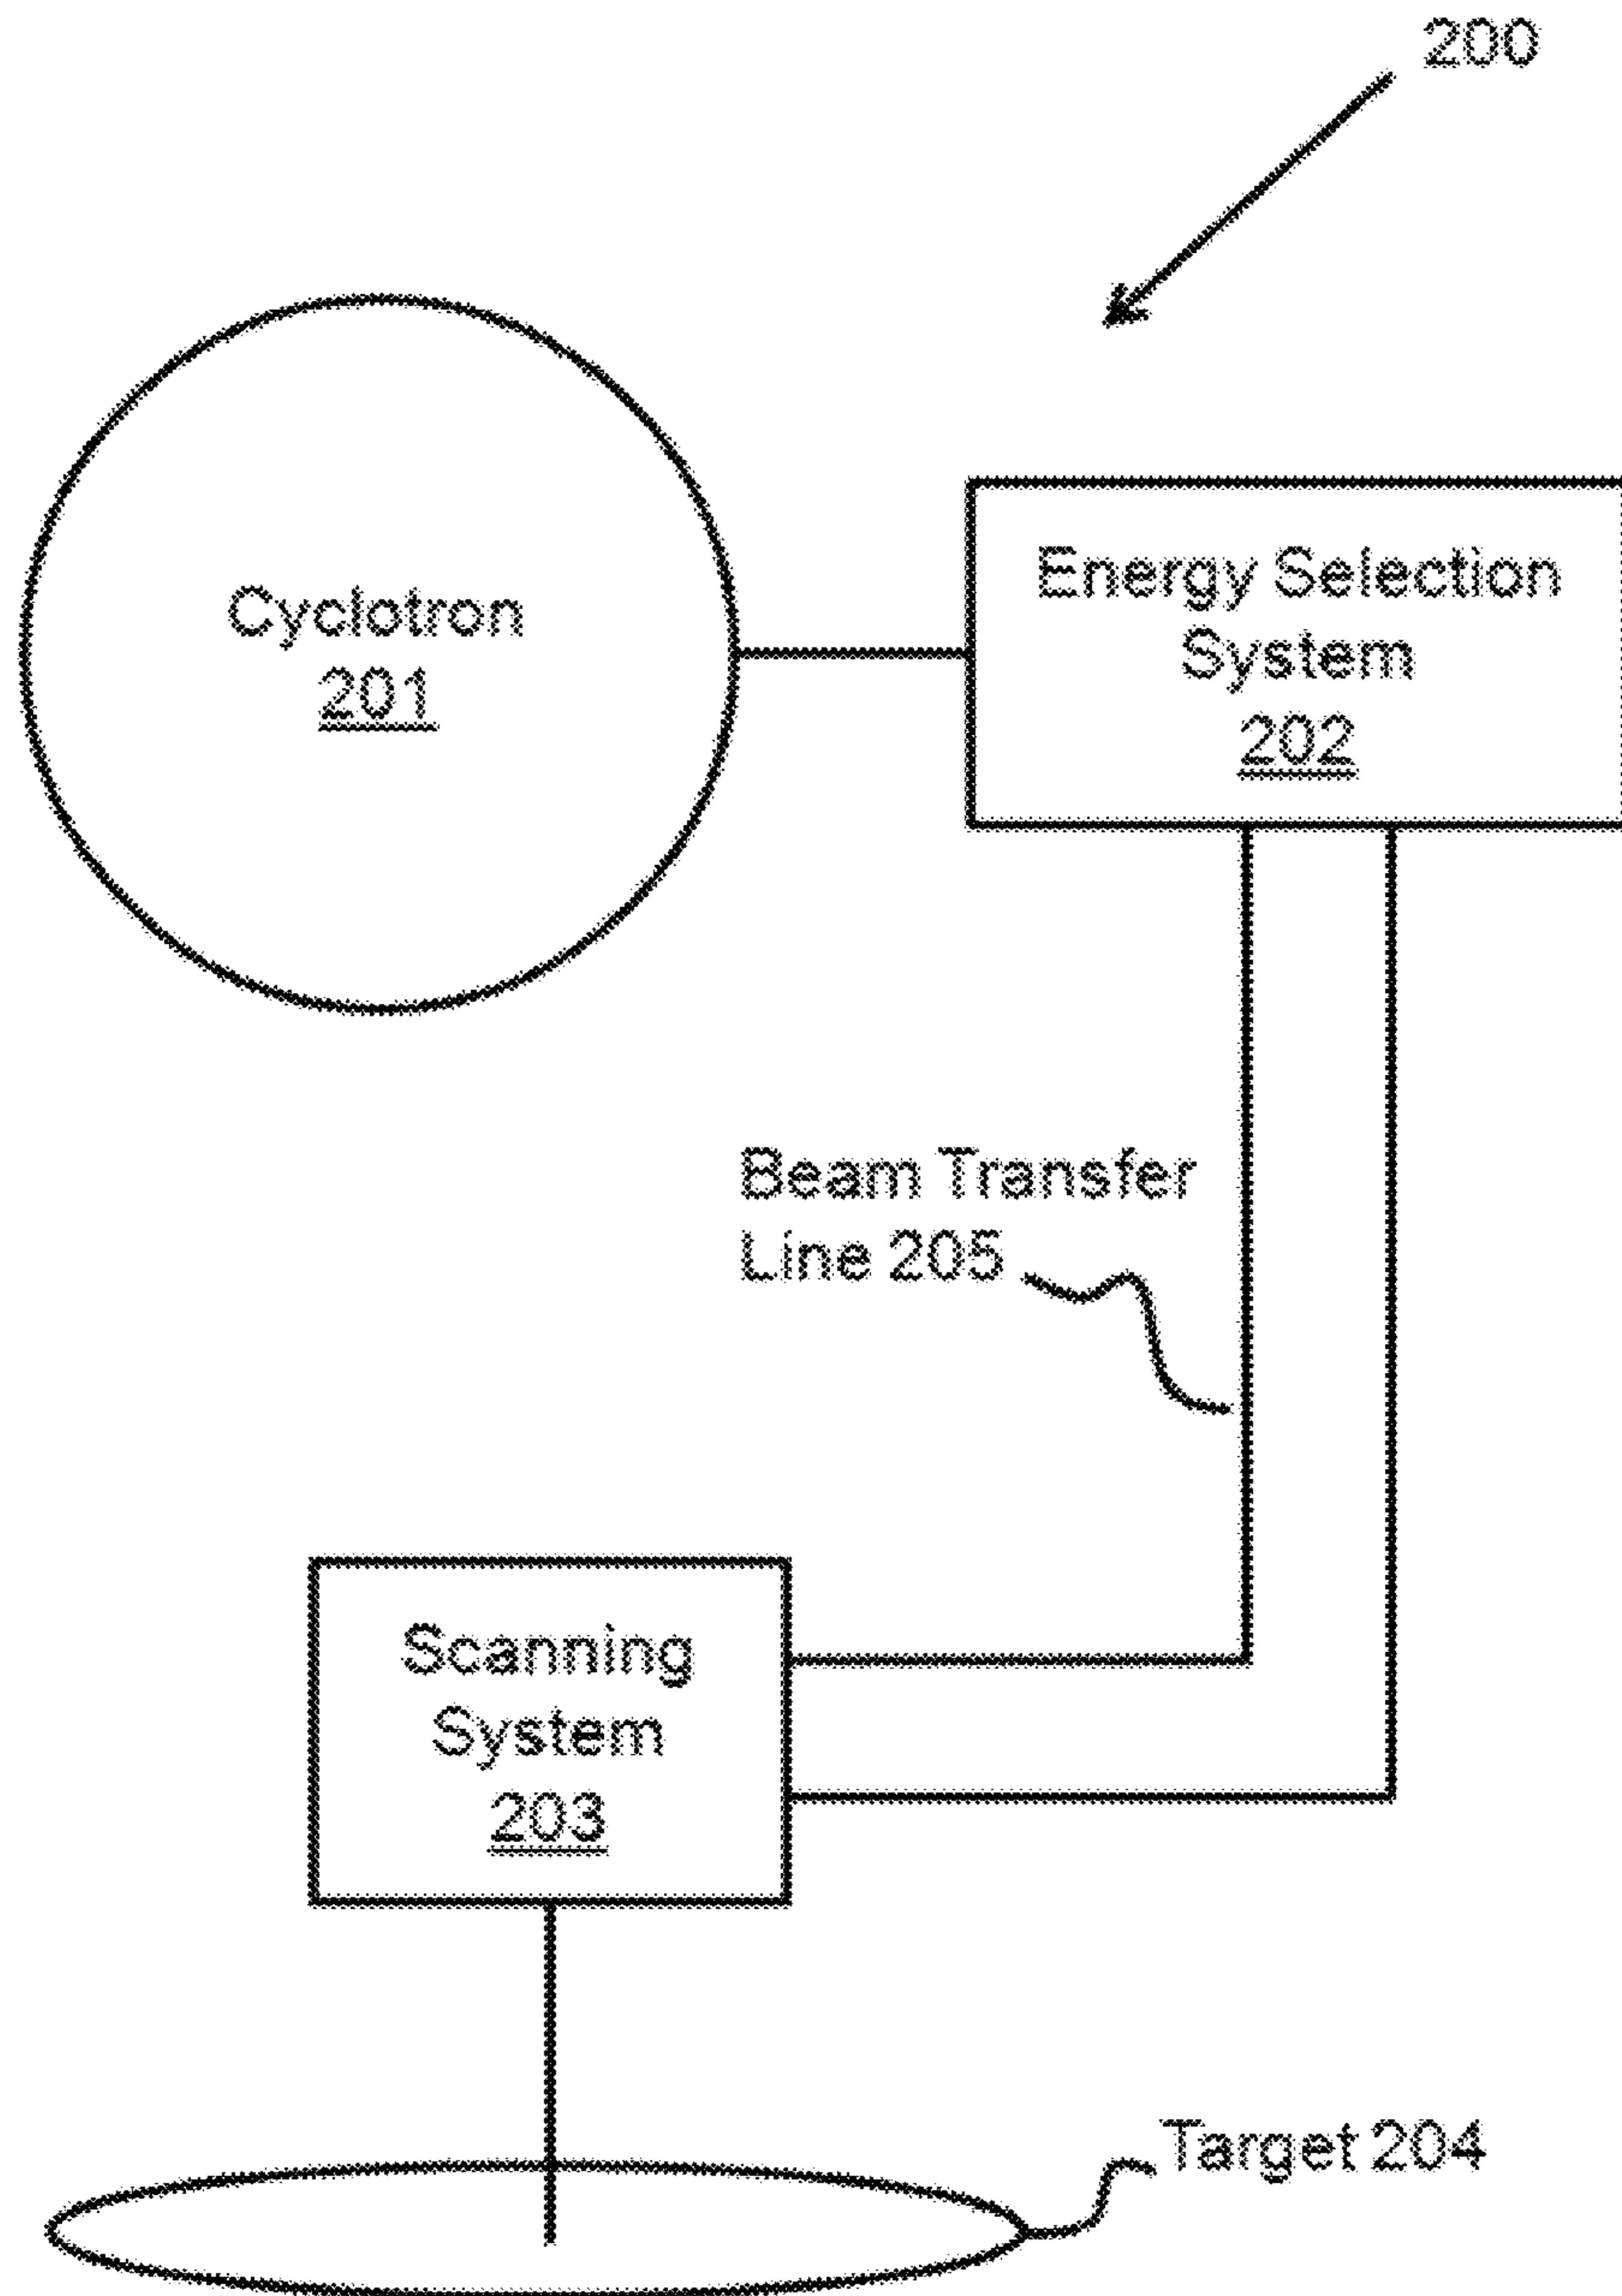 200
Cyclotron
201
Energy Selection
System
202
Beam Transfer
Line 205
Scanning
System
203
Target 204